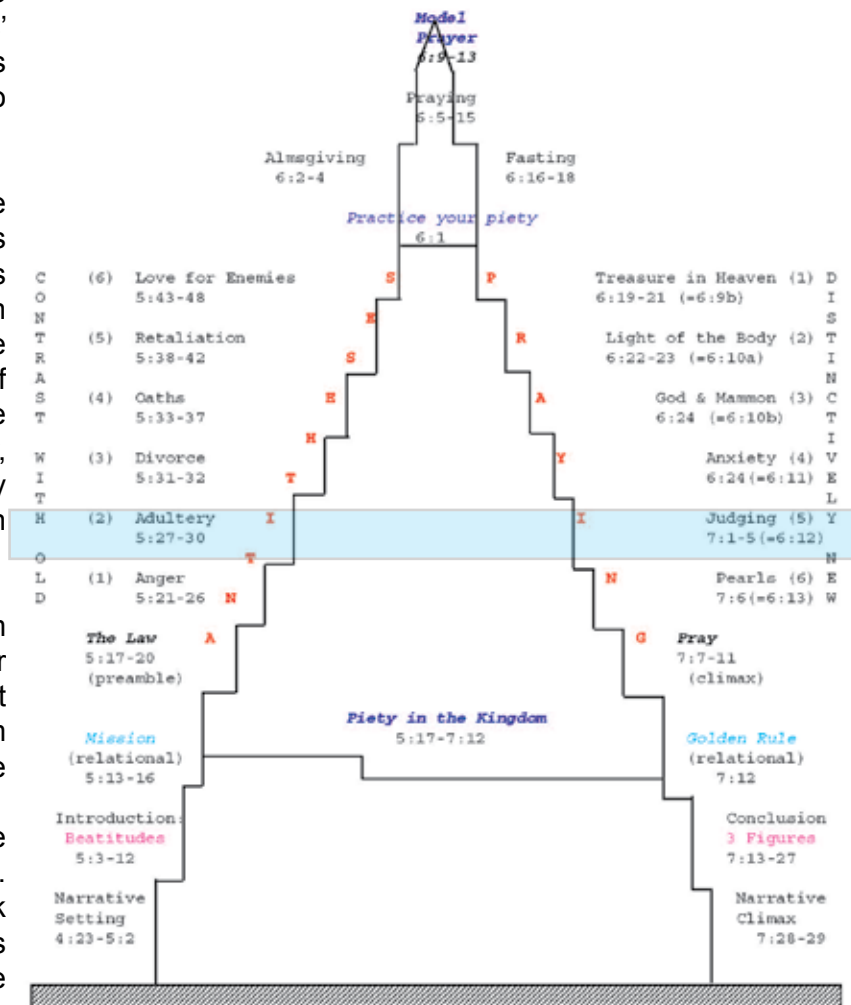 Model
Prayer
6:9-13
Praying
6:5-15
Almsgiving
6:2-4
Fasting
6:16-18
Practice your piety
6:1
CONTRAST WITH OLD
(6) Love for Enemies
5:43-48
(5) Retaliation
5:38-42
(4) Oaths
5:33-37
(3) Divorce
5:31-32
(2) Adultery
5:27-30
(1) Anger
5:21-26
ANTITHESES
PRAYING
Treasure in Heaven (1)
6:19-21 (=6:9b)
Light of the Body (2)
6:22-23 (=6:10a)
God & Mammon (3)
6:24 (=6:10b)
Anxiety (4)
6:24(=6:11)
Judging (5)
7:1-5(=6:12)
Pearls (6)
7:6(=6:13)
DISTINCTIVELY NEW
The Law
5:17-20
(preamble)
Pray
7:7-11
(climax)
Piety in the Kingdom
5:17-7:12
Mission
(relational)
5:13-16
Golden Rule
(relational)
7:12
Introduction:
Beatitudes
5:3-12
Conclusion
3 Figures
7:13-27
Narrative
Setting
4:23-5:2
Narrative
Climax
7:28-29